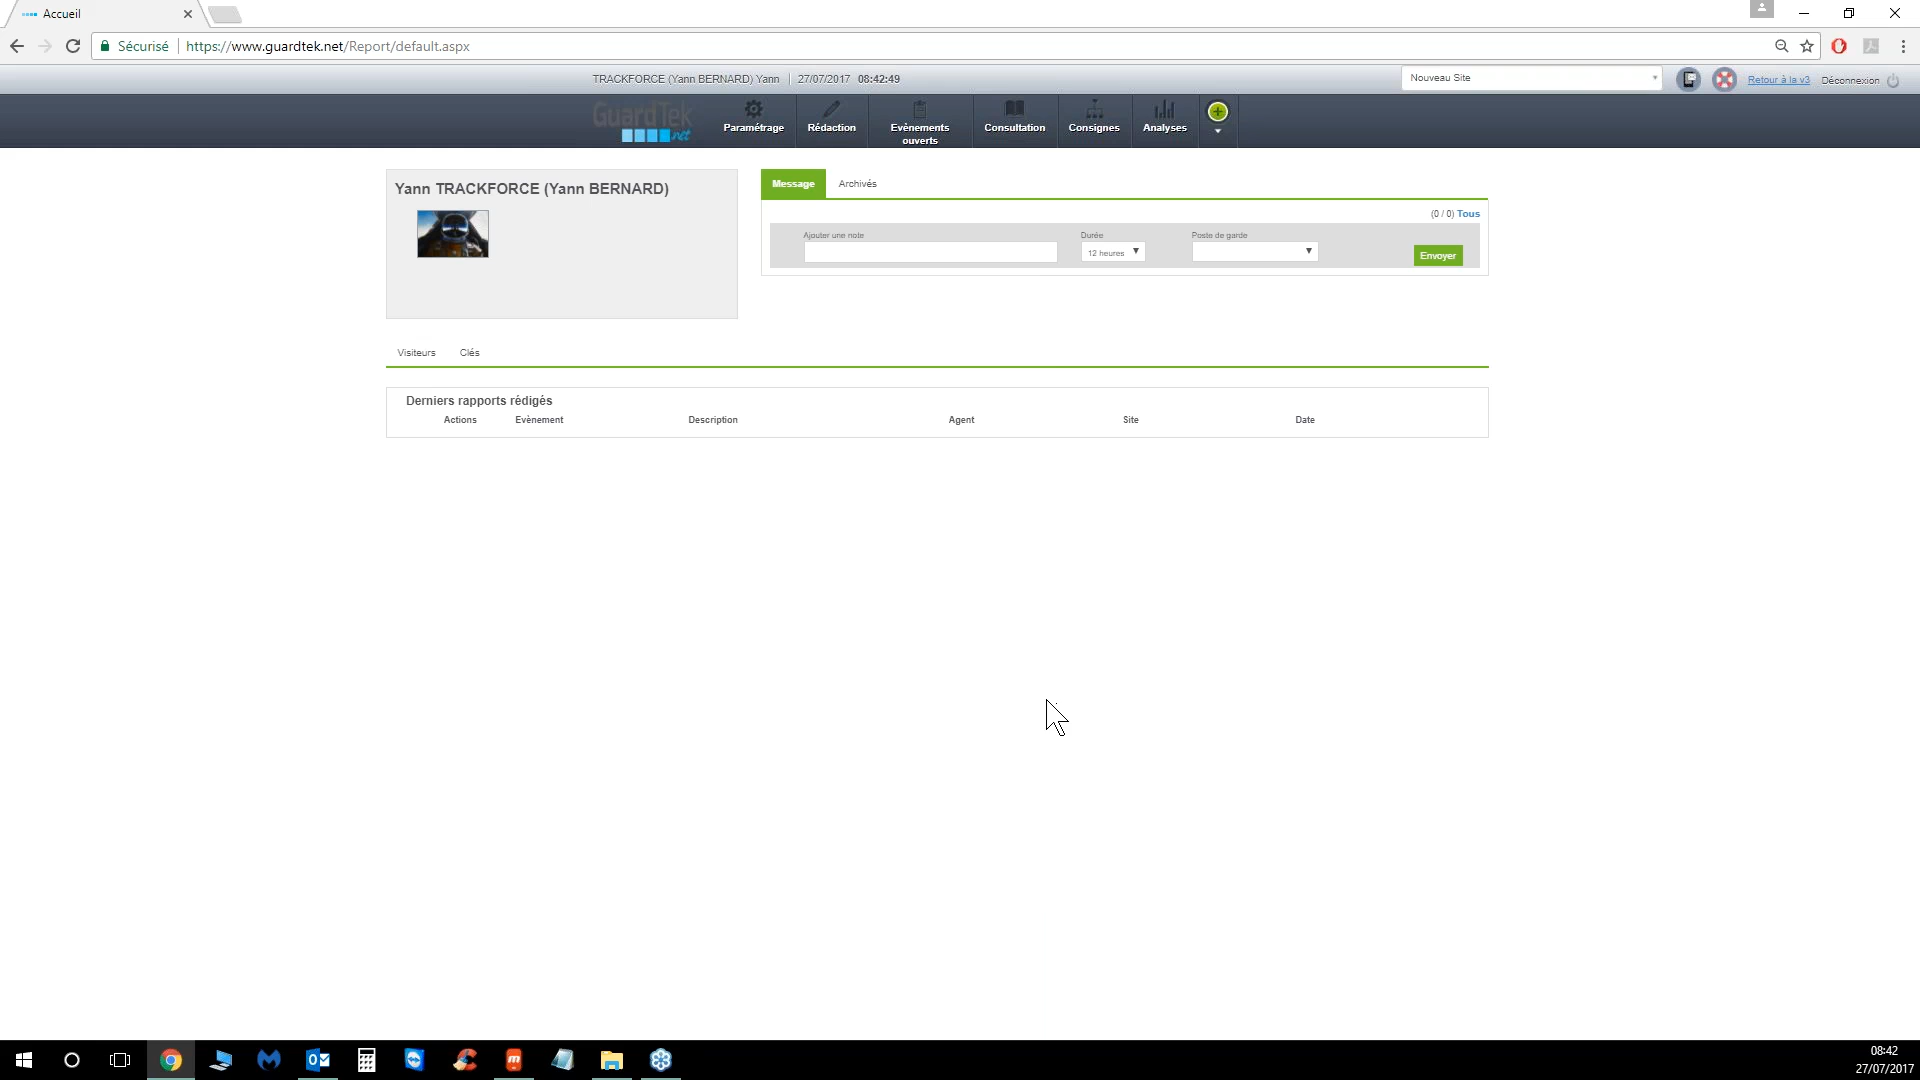 Accueil
Sécurisé https://www.guardtek.net/Report/default.aspx
TRACKFORCE (Yann BERNARD) Yann 27/07/2017 08:42:49 Nouveau Site Retour à la v3 Déconnexion
GuardTek
.net
Paramétrage Rédaction Evènements ouverts Consultation Consignes Analyses
Yann TRACKFORCE (Yann BERNARD)
Message Archivés
(0 / 0) Tous
Ajouter une note Durée Poste de garde
12 heures
Envoyer
Visiteurs Clés
Derniers rapports rédigés
Actions Evènement Description Agent Site Date
08:42
27/07/2017